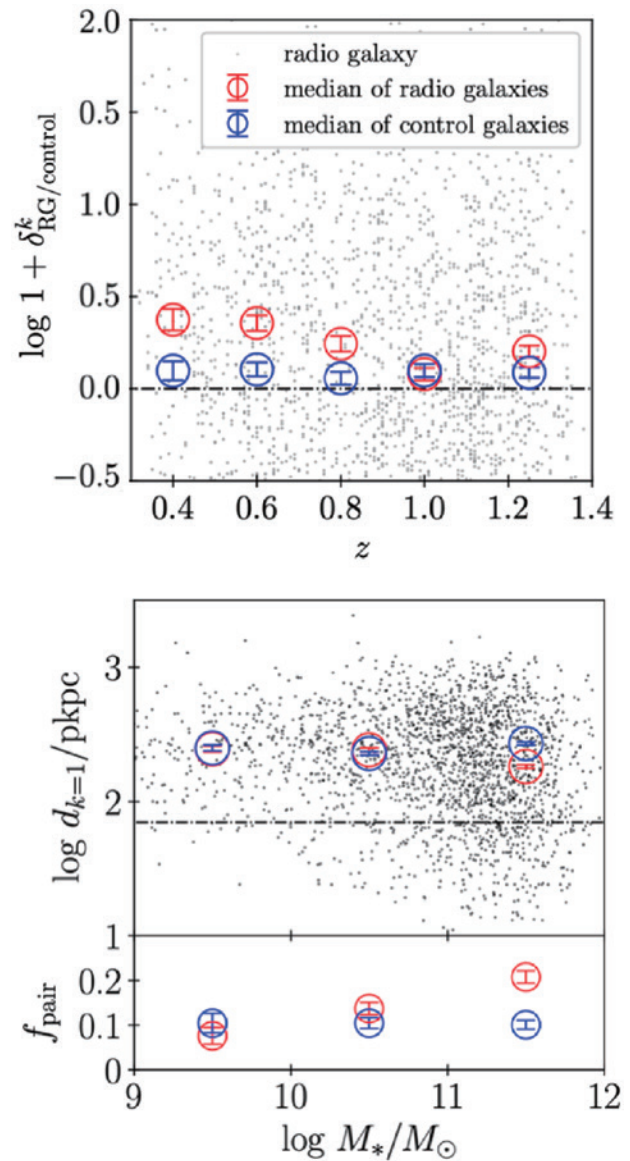 2.0
radio galaxy
median of radio galaxies
0.5
median of control galaxies
1.0
0.5
0.0
−0.5
log 1 + δ^k_RG/control
0.4 0.6 0.8 1.0 1.2 1.4
z
3
2
1
log d_k=1/pkpc
0.2
0.1
0
f_pair
9 10 11 12
log M_*/M_⊙